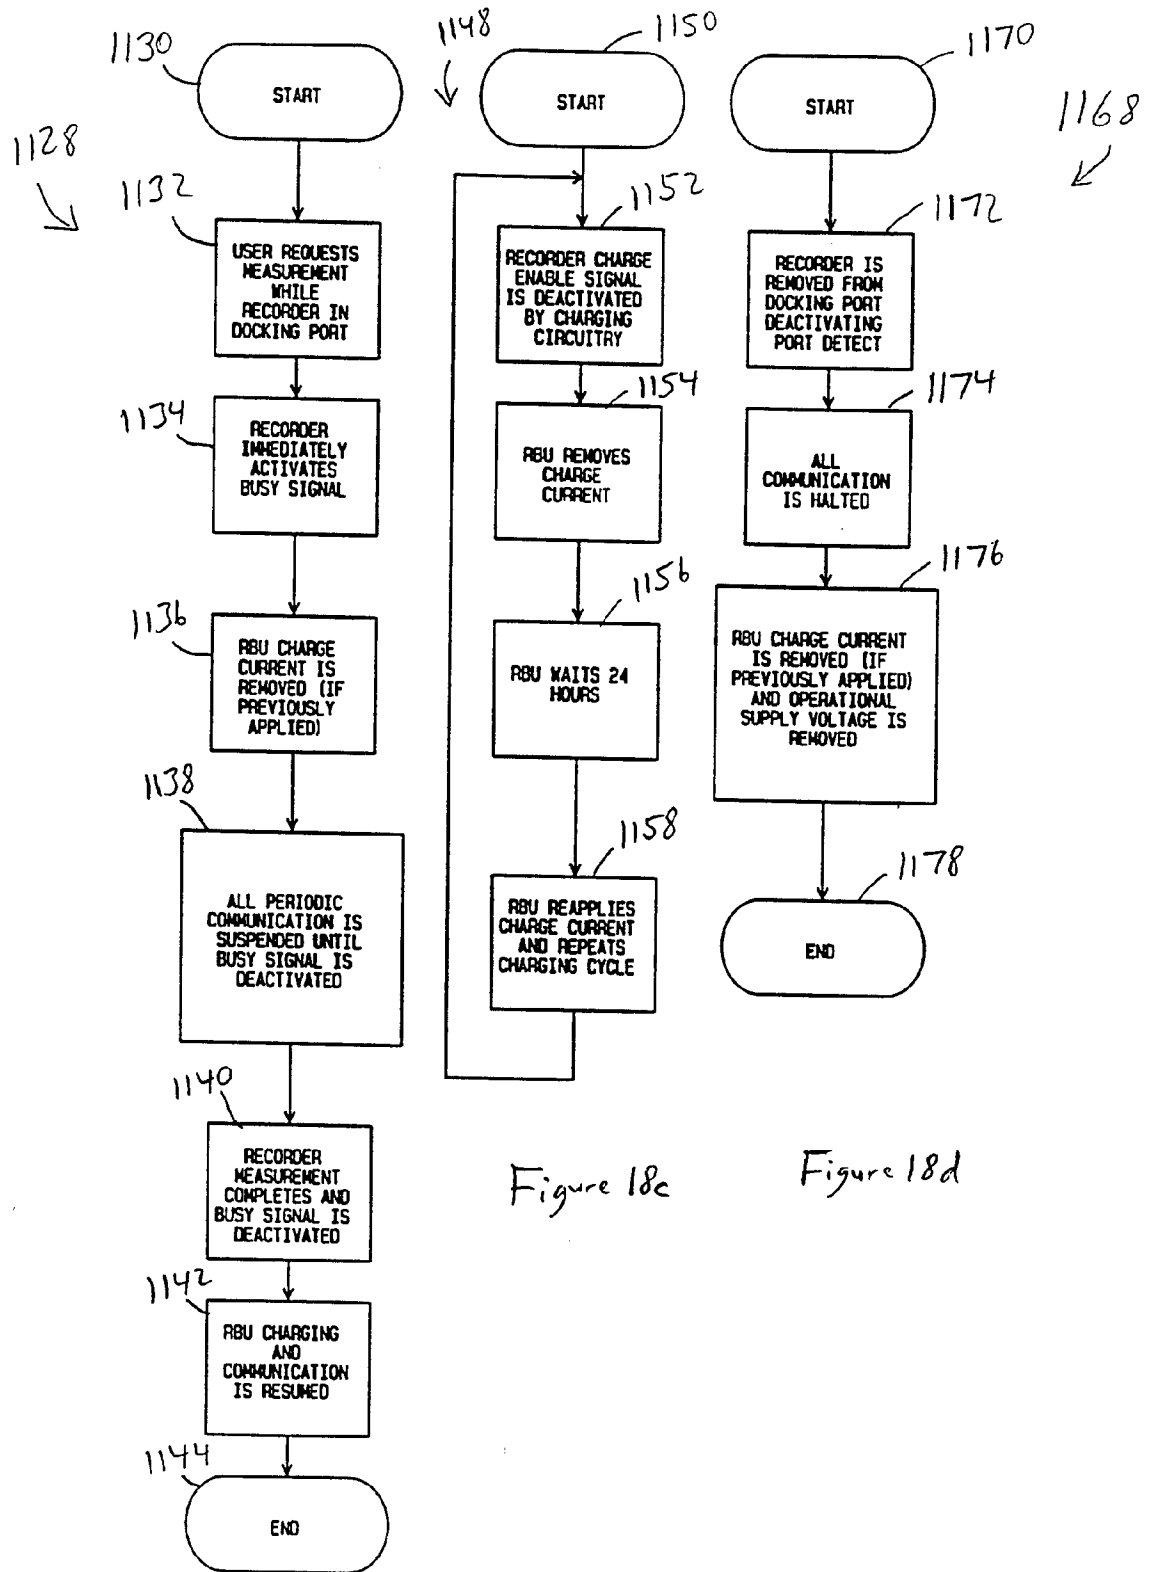 1128
1130
START
1132
USER REQUESTS
MEASUREMENT
WHILE
RECORDER IN
DOCKING PORT
1134
RECORDER
IMMEDIATELY
ACTIVATES
BUSY SIGNAL
1136
RBU CHARGE
CURRENT IS
REMOVED (IF
PREVIOUSLY
APPLIED)
1138
ALL PERIODIC
COMMUNICATION IS
SUSPENDED UNTIL
BUSY SIGNAL IS
DEACTIVATED
1140
RECORDER
MEASUREMENT
COMPLETES AND
BUSY SIGNAL IS
DEACTIVATED
1142
RBU CHARGING
AND
COMMUNICATION
IS RESUMED
1144
END
1148
1150
START
1152
RECORDER CHARGE
ENABLE SIGNAL
IS DEACTIVATED
BY CHARGING
CIRCUITRY
1154
RBU REMOVES
CHARGE
CURRENT
1156
RBU WAITS 24
HOURS
1158
RBU REAPPLIES
CHARGE CURRENT
AND REPEATS
CHARGING CYCLE
Figure 18c
1168
1170
START
1172
RECORDER IS
REMOVED FROM
DOCKING PORT
DEACTIVATING
PORT DETECT
1174
ALL
COMMUNICATION
IS HALTED
1176
RBU CHARGE CURRENT
IS REMOVED (IF
PREVIOUSLY APPLIED)
AND OPERATIONAL
SUPPLY VOLTAGE IS
REMOVED
1178
END
Figure 18d